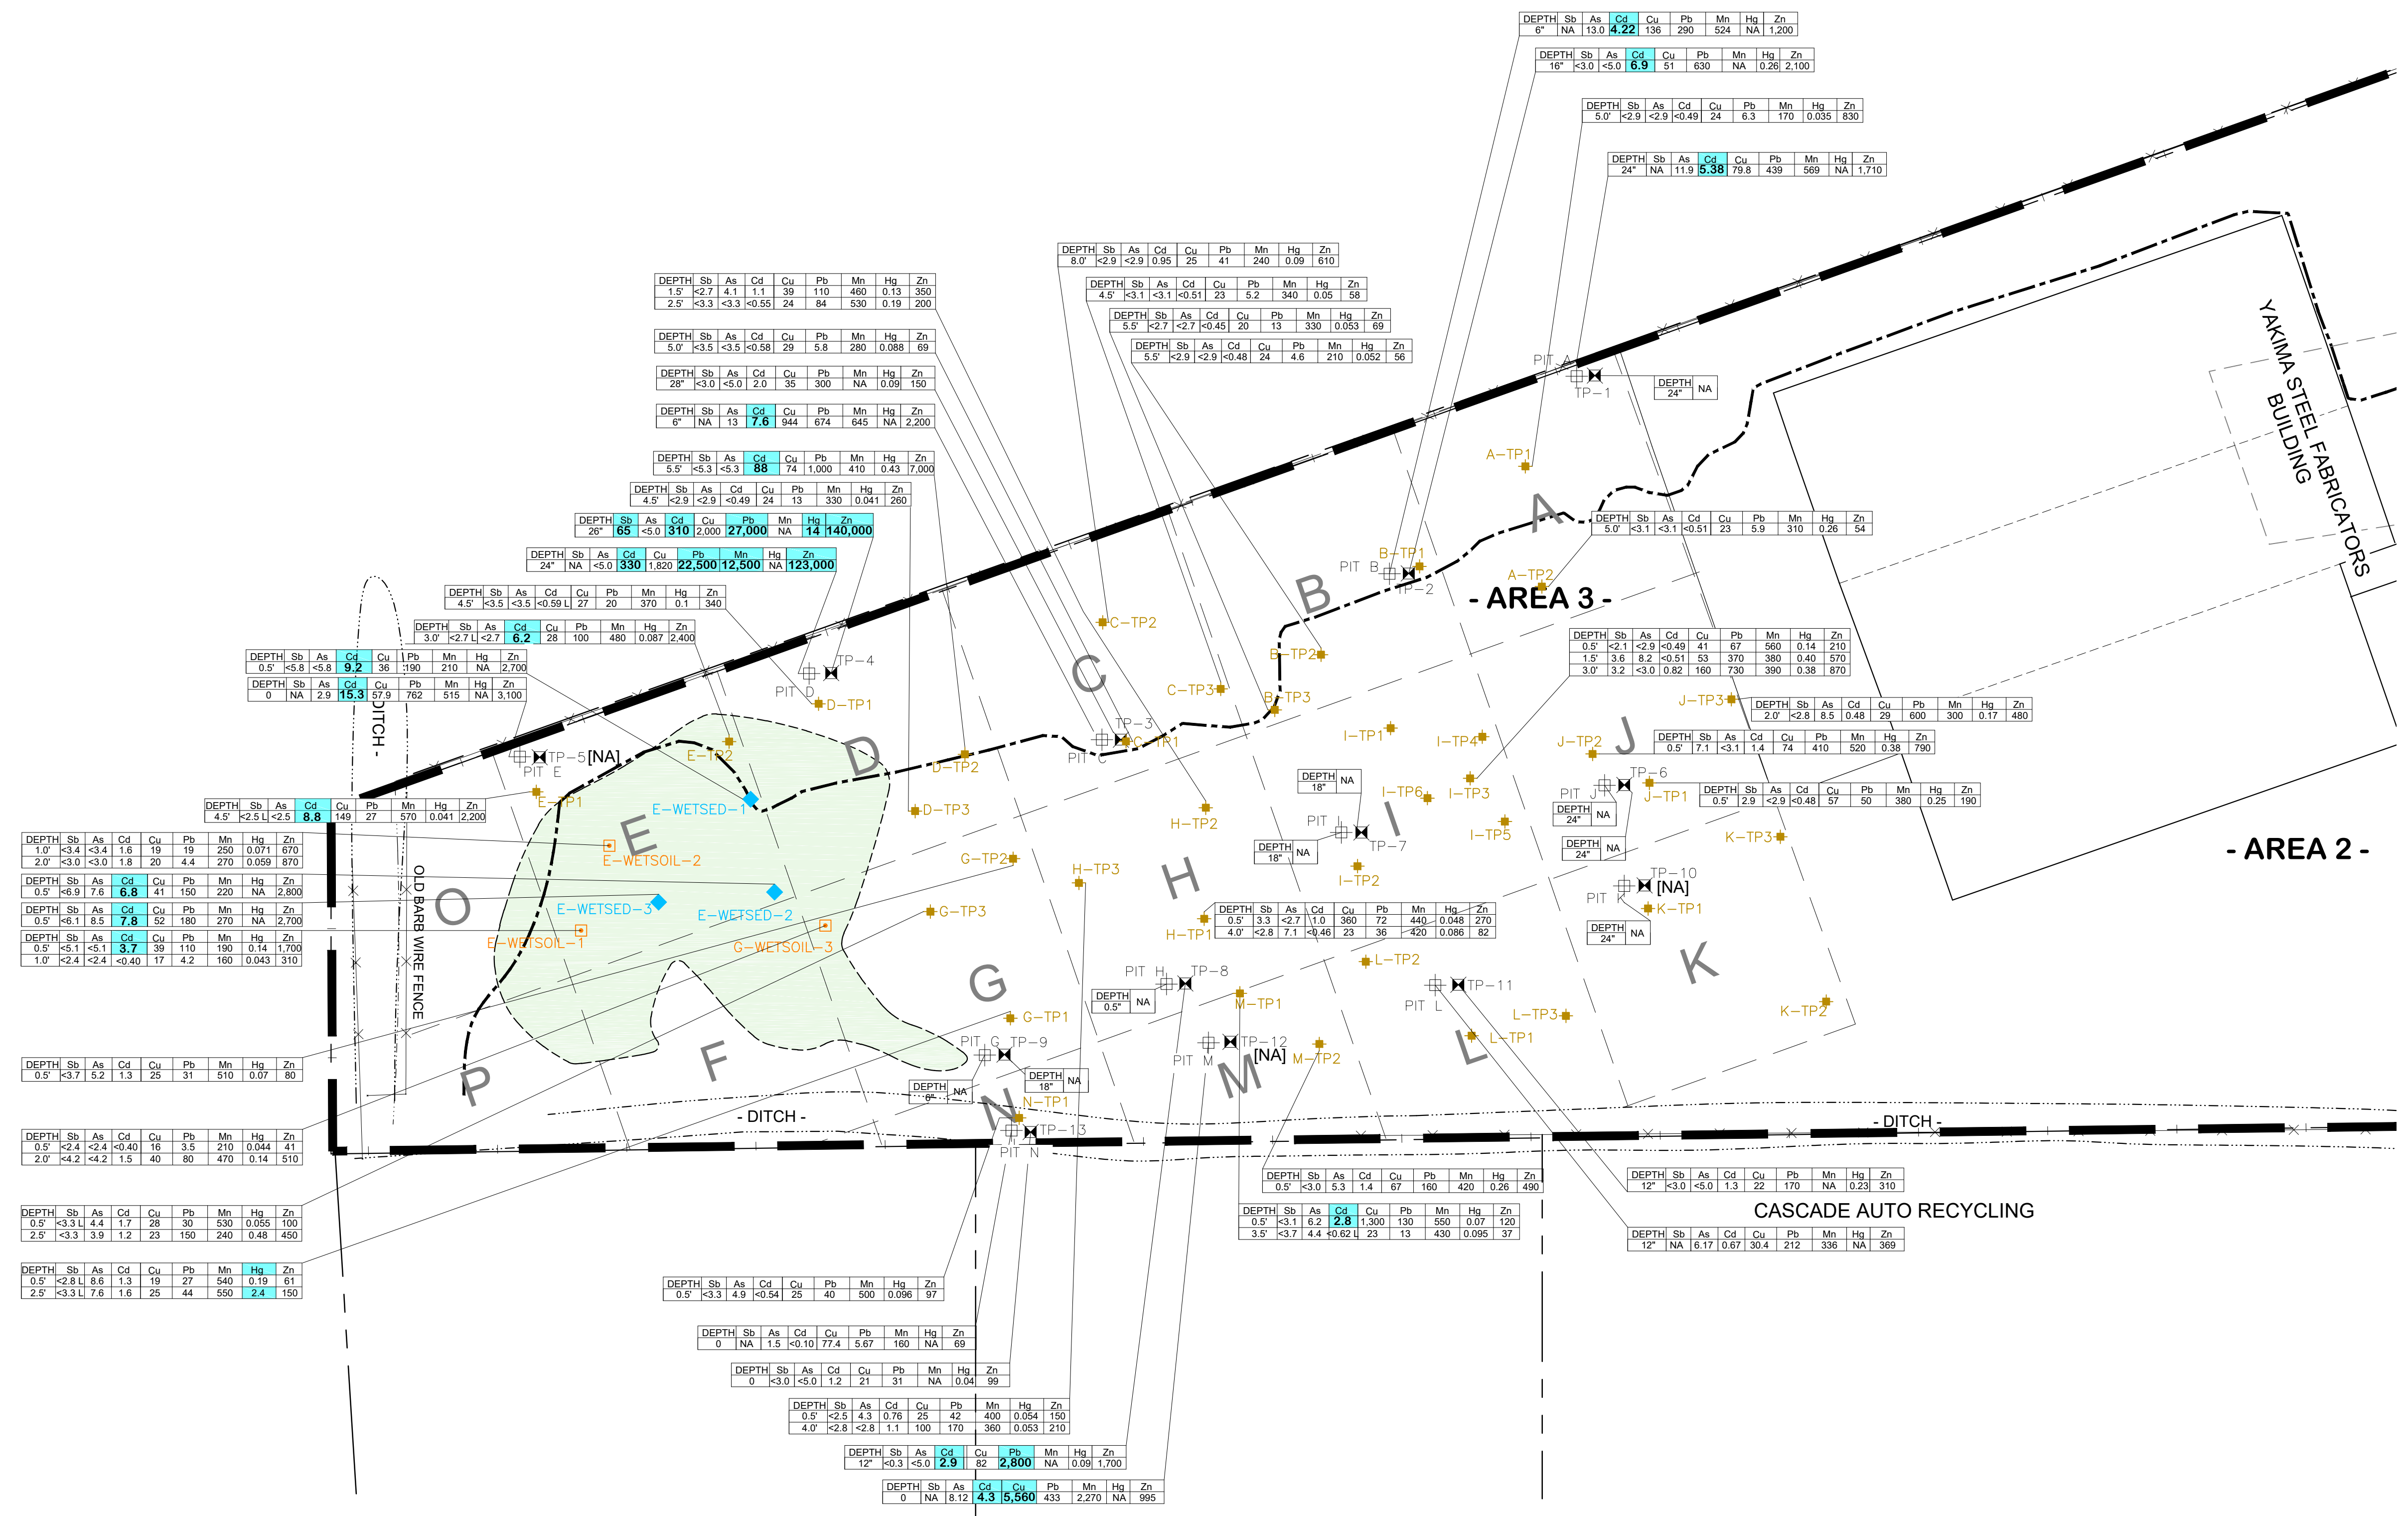 DEPTH Sb As Cd Cu Pb Mn Hg Zn
6" NA 13.0 4.22 136 290 524 NA 1,200
DEPTH Sb As Cd Cu Pb Mn Hg Zn
16" <3.0 <5.0 6.9 51 630 NA 0.26 2,100
DEPTH Sb As Cd Cu Pb Mn Hg Zn
5.0' <2.9 <2.9 <0.49 24 6.3 170 0.035 830
DEPTH Sb As Cd Cu Pb Mn Hg Zn
24" NA 11.9 5.38 79.8 439 569 NA 1,710
DEPTH Sb As Cd Cu Pb Mn Hg Zn
8.0' <2.9 <2.9 0.95 25 41 240 0.09 610
DEPTH Sb As Cd Cu Pb Mn Hg Zn
4.5' <3.1 <3.1 <0.51 23 5.2 340 0.05 58
DEPTH Sb As Cd Cu Pb Mn Hg Zn
5.5' <2.7 <2.7 <0.45 20 13 330 0.053 69
DEPTH Sb As Cd Cu Pb Mn Hg Zn
5.5' <2.9 <2.9 <0.48 24 4.6 210 0.052 56
DEPTH Sb As Cd Cu Pb Mn Hg Zn
1.5' <2.7 4.1 1.1 39 110 460 0.13 350
2.5' <3.3 <3.3 <0.55 24 84 530 0.19 200
DEPTH Sb As Cd Cu Pb Mn Hg Zn
5.0' <3.5 <3.5 <0.58 29 5.8 280 0.088 69
DEPTH Sb As Cd Cu Pb Mn Hg Zn
28" <3.0 <5.0 2.0 35 300 NA 0.09 150
DEPTH Sb As Cd Cu Pb Mn Hg Zn
6" NA 13 7.6 944 674 645 NA 2,200
DEPTH Sb As Cd Cu Pb Mn Hg Zn
5.5' <5.3 <5.3 88 74 1,000 410 0.43 7,000
DEPTH Sb As Cd Cu Pb Mn Hg Zn
4.5' <2.9 <2.9 <0.49 24 13 330 0.041 260
DEPTH Sb As Cd Cu Pb Mn Hg Zn
26" 65 <5.0 310 2,000 27,000 NA 14 140,000
DEPTH Sb As Cd Cu Pb Mn Hg Zn
24" NA <5.0 330 1,820 22,500 12,500 NA 123,000
DEPTH Sb As Cd Cu Pb Mn Hg Zn
4.5' <3.5 <3.5 <0.59 L 27 20 370 0.1 340
DEPTH Sb As Cd Cu Pb Mn Hg Zn
3.0' <2.7 L <2.7 6.2 28 100 480 0.087 2,400
DEPTH Sb As Cd Cu Pb Mn Hg Zn
0.5' <5.8 <5.8 9.2 36 190 210 NA 2,700
DEPTH Sb As Cd Cu Pb Mn Hg Zn
0 NA 2.9 15.3 57.9 762 515 NA 3,100
DEPTH Sb As Cd Cu Pb Mn Hg Zn
4.5' <2.5 L <2.5 8.8 149 27 570 0.041 2,200
DEPTH Sb As Cd Cu Pb Mn Hg Zn
1.0' <3.4 <3.4 1.6 19 19 250 0.071 670
2.0' <3.0 <3.0 1.8 20 4.4 270 0.059 870
DEPTH Sb As Cd Cu Pb Mn Hg Zn
0.5' <6.9 7.6 6.8 41 150 220 NA 2,800
DEPTH Sb As Cd Cu Pb Mn Hg Zn
0.5' <6.1 8.5 7.8 52 180 270 NA 2,700
DEPTH Sb As Cd Cu Pb Mn Hg Zn
0.5' <5.1 <5.1 3.7 39 110 190 0.14 1,700
1.0' <2.4 <2.4 <0.40 17 4.2 160 0.043 310
DEPTH Sb As Cd Cu Pb Mn Hg Zn
0.5' <3.7 5.2 1.3 25 31 510 0.07 80
DEPTH Sb As Cd Cu Pb Mn Hg Zn
0.5' <2.4 <2.4 <0.40 16 3.5 210 0.044 41
2.0' <4.2 <4.2 1.5 40 80 470 0.14 510
DEPTH Sb As Cd Cu Pb Mn Hg Zn
0.5' <3.3 L 4.4 1.7 28 30 530 0.055 100
2.5' <3.3 3.9 1.2 23 150 240 0.48 450
DEPTH Sb As Cd Cu Pb Mn Hg Zn
0.5' <2.8 L 8.6 1.3 19 27 540 0.19 61
2.5' <3.3 L 7.6 1.6 25 44 550 2.4 150
PIT A
TP-1
DEPTH NA
24"
A-TP1
A
DEPTH Sb As Cd Cu Pb Mn Hg Zn
5.0' <3.1 <3.1 <0.51 23 5.9 310 0.26 54
A-TP2
B-TP1
PIT B
TP-2
B
- AREA 3 -
YAKIMA STEEL FABRICATORS
BUILDING
- AREA 2 -
C-TP2
B-TP2
C
C-TP3
B-TP3
DEPTH Sb As Cd Cu Pb Mn Hg Zn
0.5' <2.1 <2.9 <0.49 41 67 560 0.14 210
1.5' 3.6 8.2 <0.51 53 370 380 0.40 570
3.0' 3.2 <3.0 0.82 160 730 390 0.38 870
J-TP3
DEPTH Sb As Cd Cu Pb Mn Hg Zn
2.0' <2.8 8.5 0.48 29 600 300 0.17 480
DEPTH Sb As Cd Cu Pb Mn Hg Zn
0.5' 7.1 <3.1 1.4 74 410 520 0.38 790
DEPTH Sb As Cd Cu Pb Mn Hg Zn
0.5' 2.9 <2.9 <0.48 57 50 380 0.25 190
TP-4
PIT D
D-TP1
TP-3
PIT C
C-TP1
I-TP1
I-TP4
J-TP2
J
- DITCH -
TP-5 [NA]
PIT E
E-TP2
D
D-TP2
DEPTH NA
18"
I-TP6
I-TP3
PIT J
TP-6
J-TP1
DEPTH NA
24"
E-TP1
E-WETSED-1
D-TP3
H-TP2
PIT I
TP-7
I
I-TP5
K-TP3
E
E-WETSOIL-2
DEPTH NA
18"
DEPTH NA
24"
OLD BARB WIRE FENCE
G-TP2
H-TP3
H
I-TP2
TP-10
[NA]
PIT K
K-TP1
O
E-WETSED-3
E-WETSED-2
G-TP3
DEPTH Sb As Cd Cu Pb Mn Hg Zn
0.5' 3.3 <2.7 1.0 360 72 440 0.048 270
4.0' <2.8 7.1 <0.46 23 36 420 0.086 82
H-TP1
DEPTH NA
24"
E-WETSOIL-1
G-WETSOIL-3
L-TP2
K
G
PIT H
TP-8
DEPTH NA
0.5"
M-TP1
PIT L
TP-11
K-TP2
G-TP1
L-TP3
PIT G
TP-9
PIT M
TP-12
[NA]
M-TP2
L
L-TP1
F
P
DEPTH NA
6"
DEPTH NA
18"
M
N
N-TP1
- DITCH -
TP-13
PIT N
- DITCH -
DEPTH Sb As Cd Cu Pb Mn Hg Zn
0.5' <3.0 5.3 1.4 67 160 420 0.26 490
DEPTH Sb As Cd Cu Pb Mn Hg Zn
0.5' <3.1 6.2 2.8 1,300 130 550 0.07 120
3.5' <3.7 4.4 <0.62 L 23 13 430 0.095 37
DEPTH Sb As Cd Cu Pb Mn Hg Zn
12" <3.0 <5.0 1.3 22 170 NA 0.23 310
CASCADE AUTO RECYCLING
DEPTH Sb As Cd Cu Pb Mn Hg Zn
12" NA 6.17 0.67 30.4 212 336 NA 369
DEPTH Sb As Cd Cu Pb Mn Hg Zn
0.5' <3.3 4.9 <0.54 25 40 500 0.096 97
DEPTH Sb As Cd Cu Pb Mn Hg Zn
0 NA 1.5 <0.10 77.4 5.67 160 NA 69
DEPTH Sb As Cd Cu Pb Mn Hg Zn
0 <3.0 <5.0 1.2 21 31 NA 0.04 99
DEPTH Sb As Cd Cu Pb Mn Hg Zn
0.5' <2.5 4.3 0.76 25 42 400 0.054 150
4.0' <2.8 <2.8 1.1 100 170 360 0.053 210
DEPTH Sb As Cd Cu Pb Mn Hg Zn
12" <0.3 <5.0 2.9 82 2,800 NA 0.09 1,700
DEPTH Sb As Cd Cu Pb Mn Hg Zn
0 NA 8.12 4.3 5,560 433 2,270 NA 995